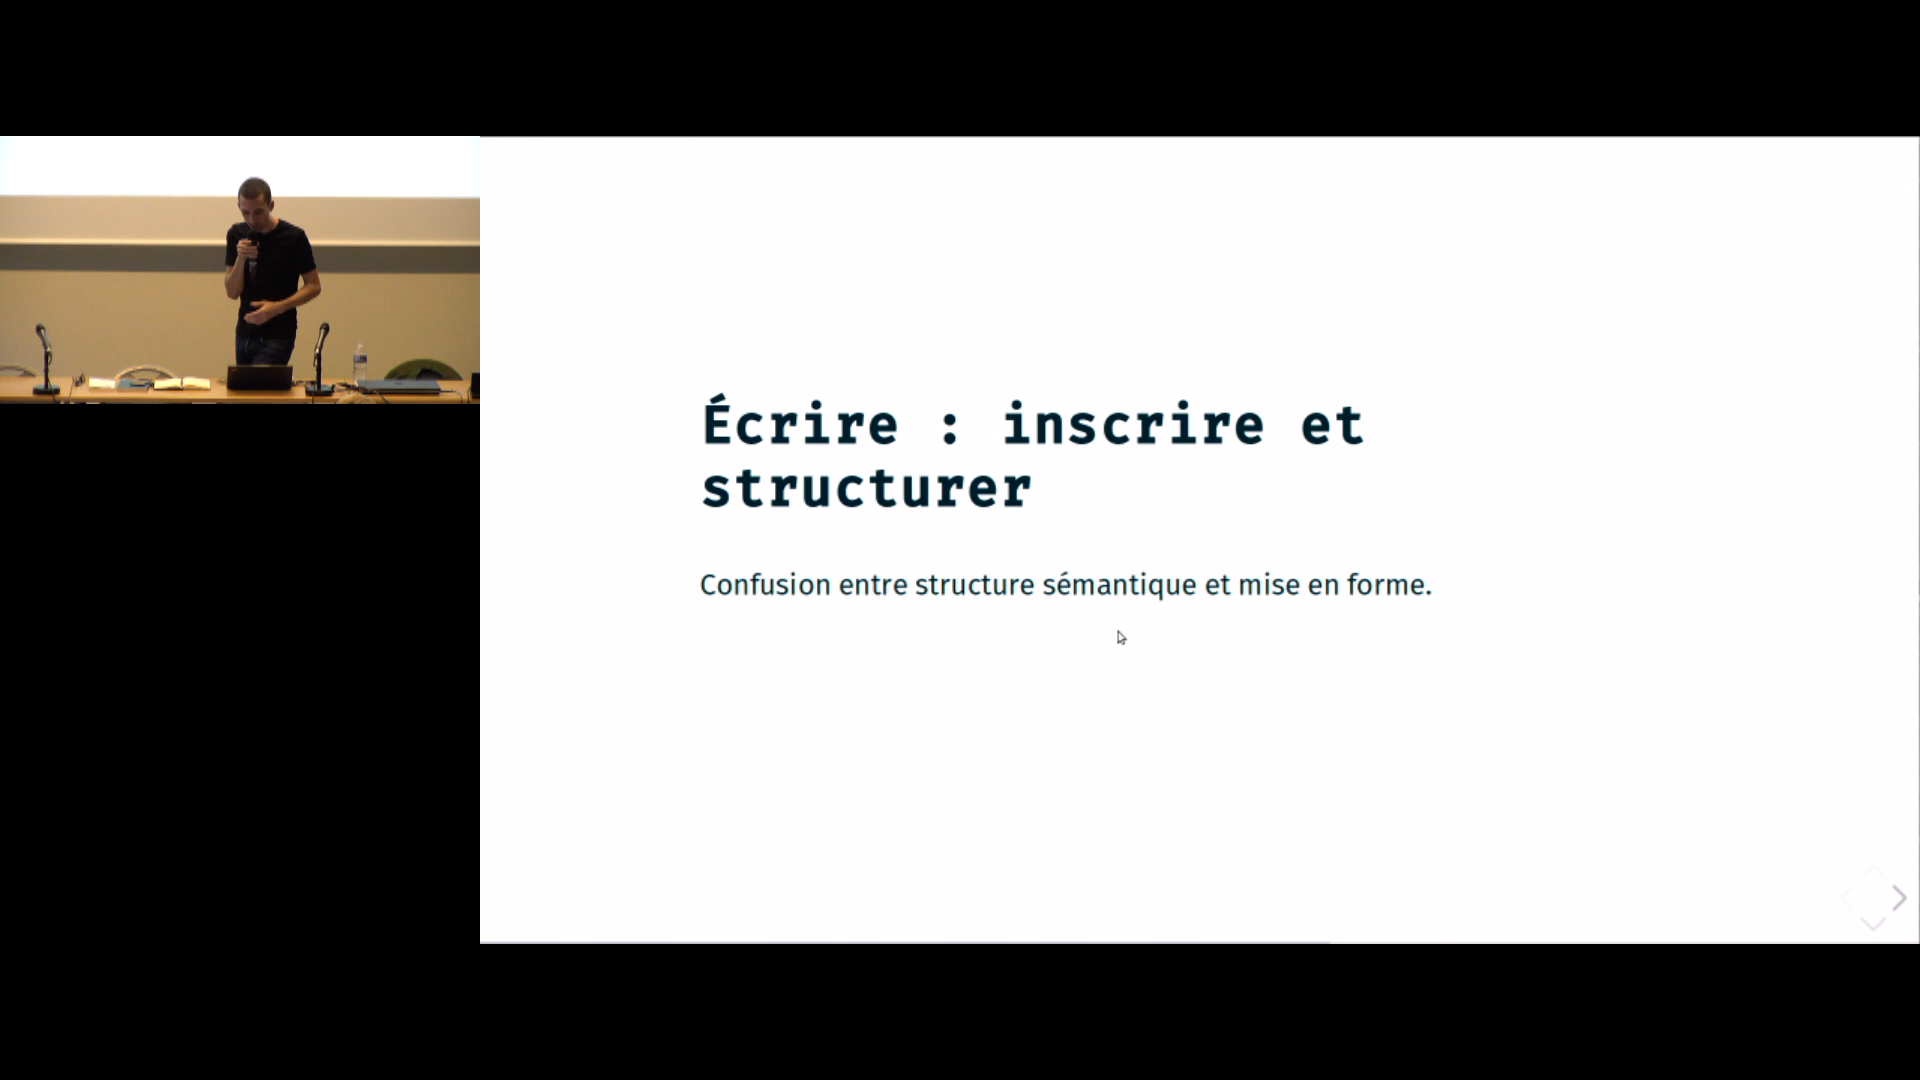 Écrire : inscrire et
structurer
Confusion entre structure sémantique et mise en forme.